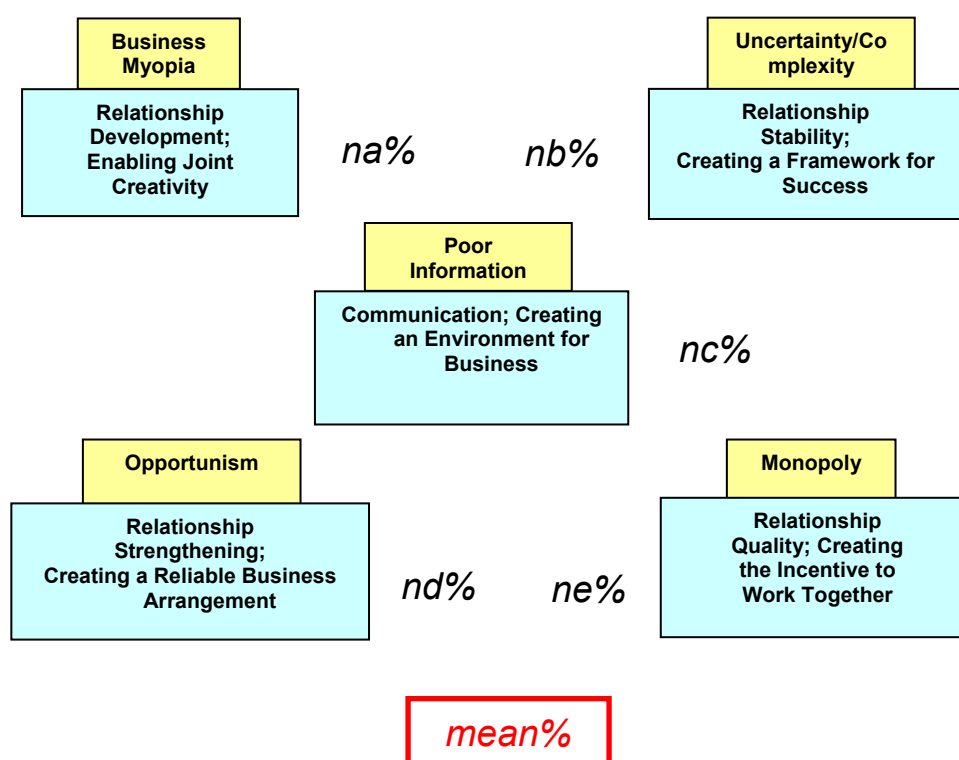 Business
Myopia
Relationship
Development;
Enabling Joint
Creativity
na%
nb%
Uncertainty/Co
mplexity
Relationship
Stability;
Creating a Framework for
Success
Poor
Information
Communication; Creating
an Environment for
Business
nc%
Opportunism
Relationship
Strengthening;
Creating a Reliable Business
Arrangement
nd%
ne%
Monopoly
Relationship
Quality; Creating
the Incentive to
Work Together
mean%